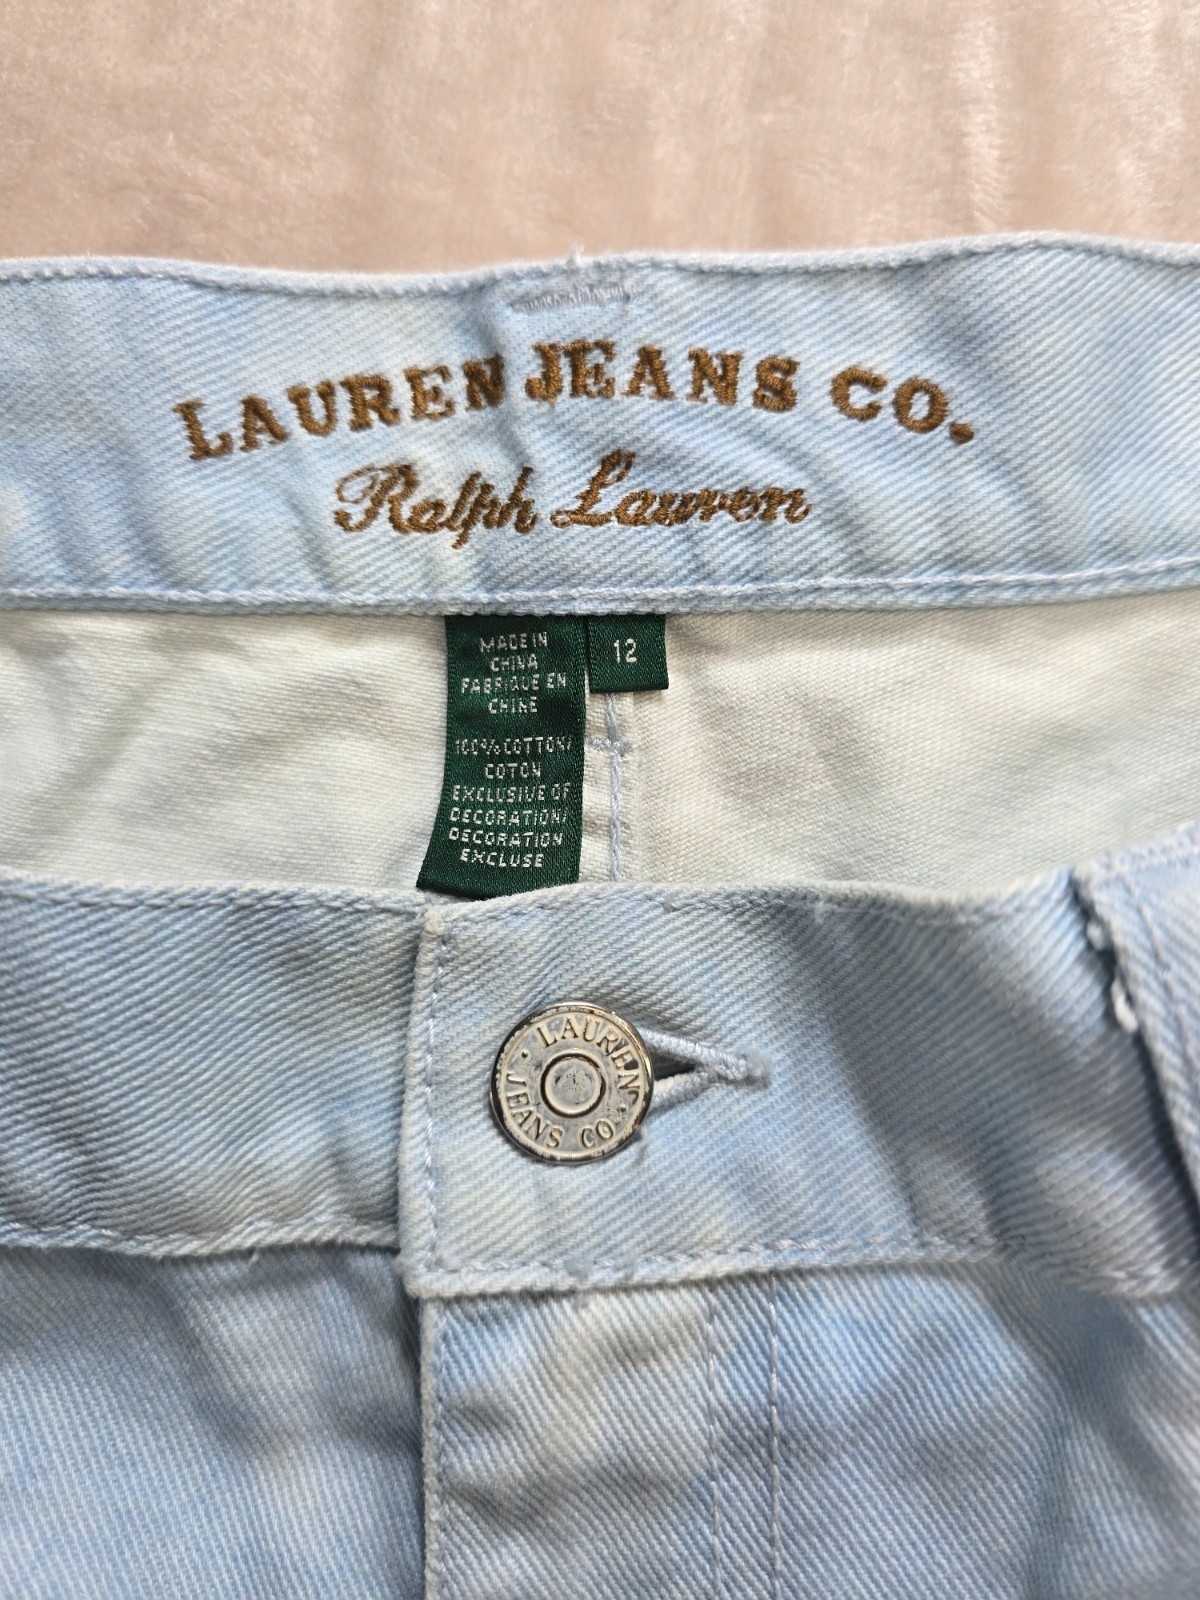 LAUREN JEANS CO.
Ralph Lauren
MADE IN
CHINA
FABRIQUE EN
CHINE
100% COTTON/
COTON
EXCLUSIVE OF
DECORATION/
DECORATION
EXCLUSE
12
LAUREN
JEANS CO.